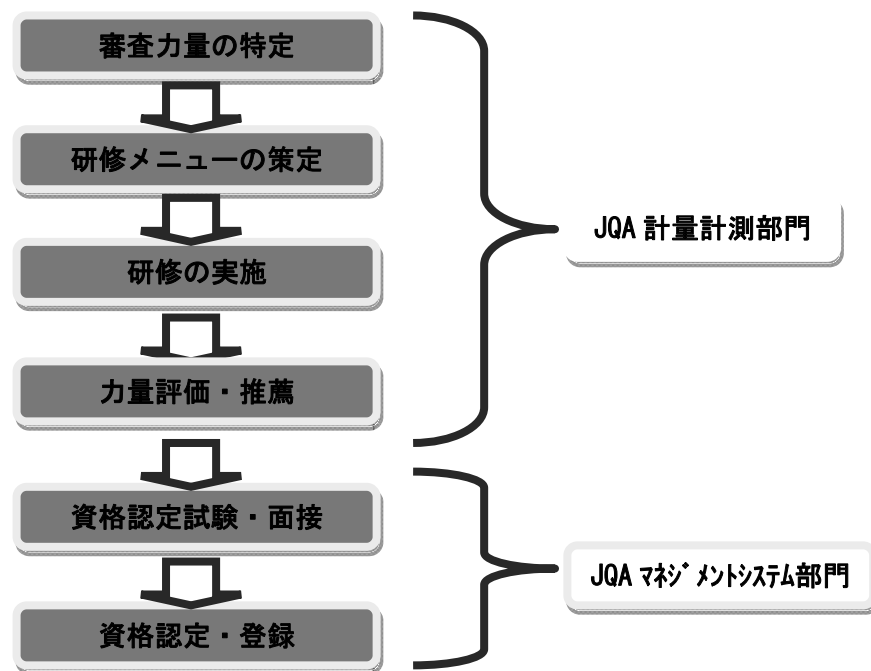 審査力量の特定
研修メニューの策定
研修の実施
力量評価・推薦
資格認定試験・面接
資格認定・登録
JQA 計量計測部門
JQA ﾏﾈｼﾞﾒﾝﾄｼｽﾃﾑ部門